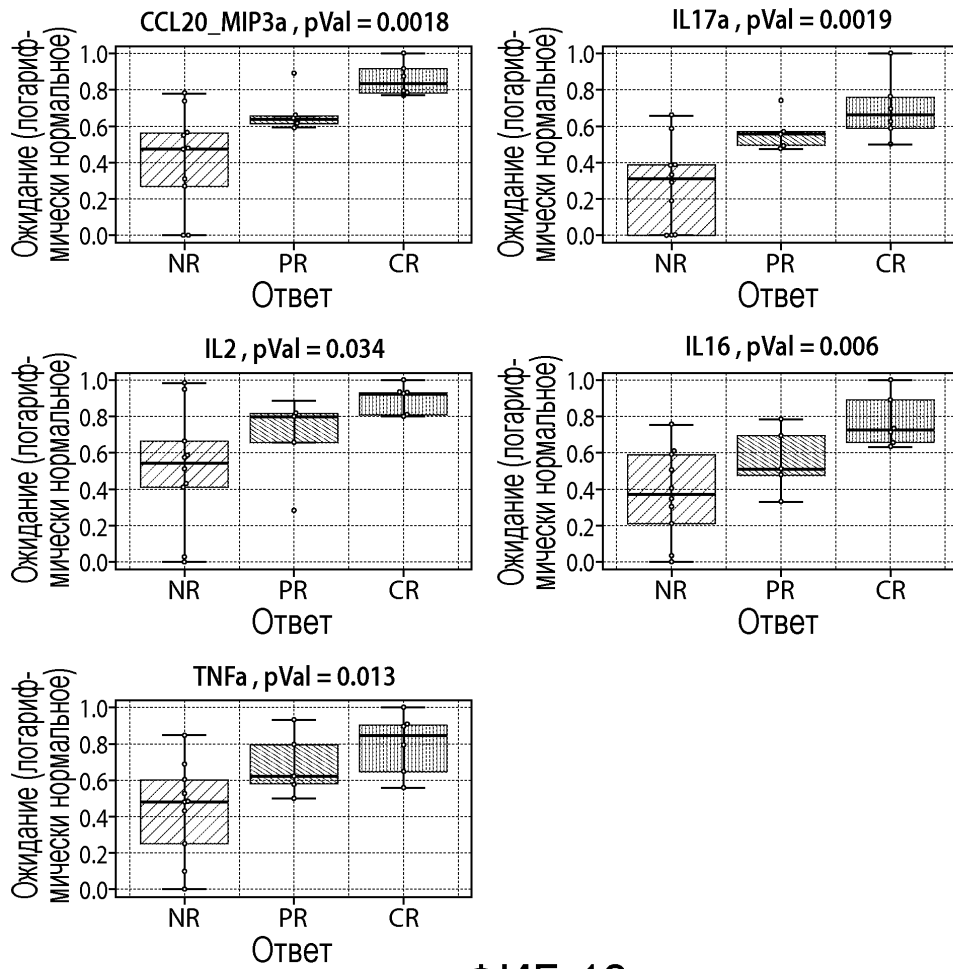 CCL20_MIP3a , pVal = 0.0018
Ожидание (логариф-
мически нормальное)
1.0
0.8
0.6
0.4
0.2
0.0
NR PR CR
Ответ
IL17a , pVal = 0.0019
Ожидание (логариф-
мически нормальное)
1.0
0.8
0.6
0.4
0.2
0.0
NR PR CR
Ответ
IL2 , pVal = 0.034
Ожидание (логариф-
мически нормальное)
1.0
0.8
0.6
0.4
0.2
0.0
NR PR CR
Ответ
IL16 , pVal = 0.006
Ожидание (логариф-
мически нормальное)
1.0
0.8
0.6
0.4
0.2
0.0
NR PR CR
Ответ
TNFa , pVal = 0.013
Ожидание (логариф-
мически нормальное)
1.0
0.8
0.6
0.4
0.2
0.0
NR PR CR
Ответ